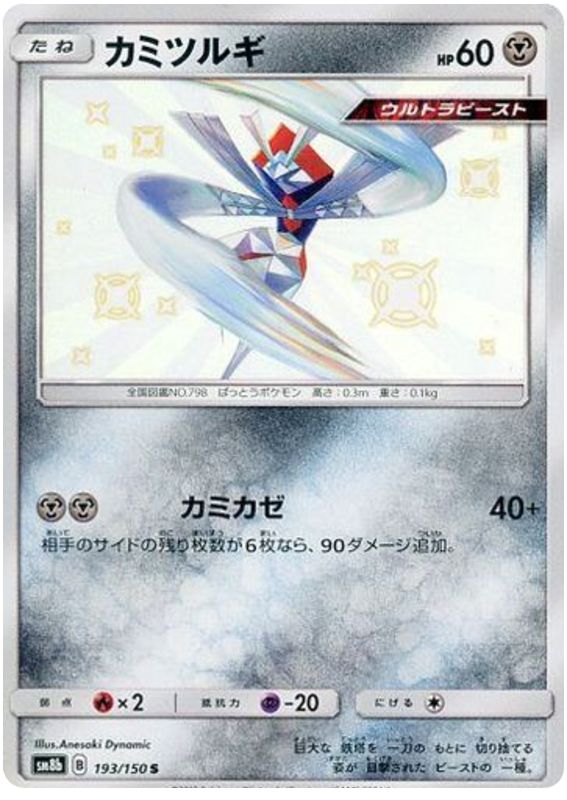 たね カミツルギ HP60
ウルトラビースト
全国図鑑NO.798 ばっとうポケモン 高さ:0.3m 重さ:0.1kg
カミカゼ 40+
相手のサイドの残り枚数が6枚なら、90ダメージ追加。
弱点 ×2 抵抗力 -20 にげる
Illus.Anesaki Dynamic
sm8b B 193/150 S
巨大な 鉄塔を 一刀の もとに 切り捨てる
姿が 目撃された ビーストの 一種。